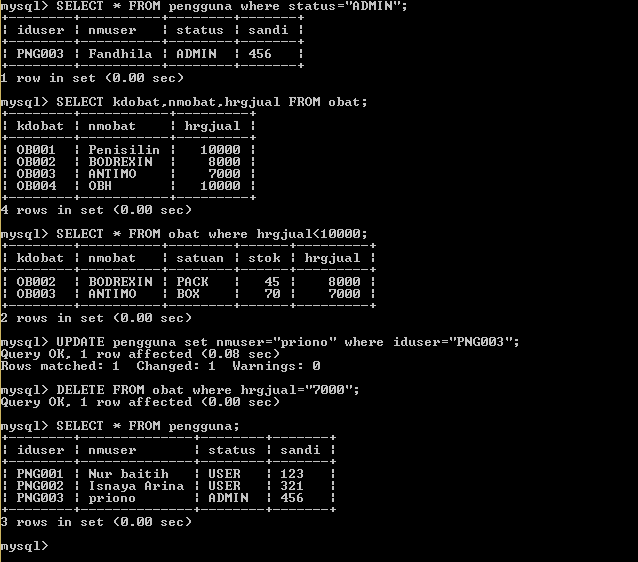 mysql> SELECT * FROM pengguna where status="ADMIN";
+--------+----------+--------+-------+
| iduser | nmuser   | status | sandi |
+--------+----------+--------+-------+
| PNG003 | Fandhila | ADMIN  | 456   |
+--------+----------+--------+-------+
1 row in set (0.00 sec)
mysql> SELECT kdobat,nmobat,hrgjual FROM obat;
+--------+-----------+---------+
| kdobat | nmobat    | hrgjual |
+--------+-----------+---------+
| OB001  | Penisilin |   10000 |
| OB002  | BODREXIN  |    8000 |
| OB003  | ANTIMO    |    7000 |
| OB004  | OBH       |   10000 |
+--------+-----------+---------+
4 rows in set (0.00 sec)
mysql> SELECT * FROM obat where hrgjual<10000;
+--------+----------+--------+------+---------+
| kdobat | nmobat   | satuan | stok | hrgjual |
+--------+----------+--------+------+---------+
| OB002  | BODREXIN | PACK   |   45 |    8000 |
| OB003  | ANTIMO   | BOX    |   70 |    7000 |
+--------+----------+--------+------+---------+
2 rows in set (0.00 sec)
mysql> UPDATE pengguna set nmuser="priono" where iduser="PNG003";
Query OK, 1 row affected (0.08 sec)
Rows matched: 1  Changed: 1  Warnings: 0
mysql> DELETE FROM obat where hrgjual="7000";
Query OK, 1 row affected (0.00 sec)
mysql> SELECT * FROM pengguna;
+--------+--------------+--------+-------+
| iduser | nmuser       | status | sandi |
+--------+--------------+--------+-------+
| PNG001 | Nur baitih   | USER   | 123   |
| PNG002 | Isnaya Arina | USER   | 321   |
| PNG003 | priono       | ADMIN  | 456   |
+--------+--------------+--------+-------+
3 rows in set (0.00 sec)
mysql>